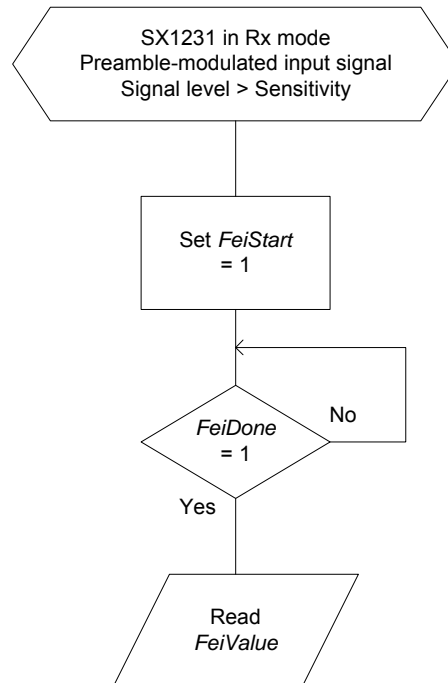 SX1231 in Rx mode
Preamble-modulated input signal
Signal level > Sensitivity
Set FeiStart
= 1
No
FeiDone
= 1
Yes
Read
FeiValue